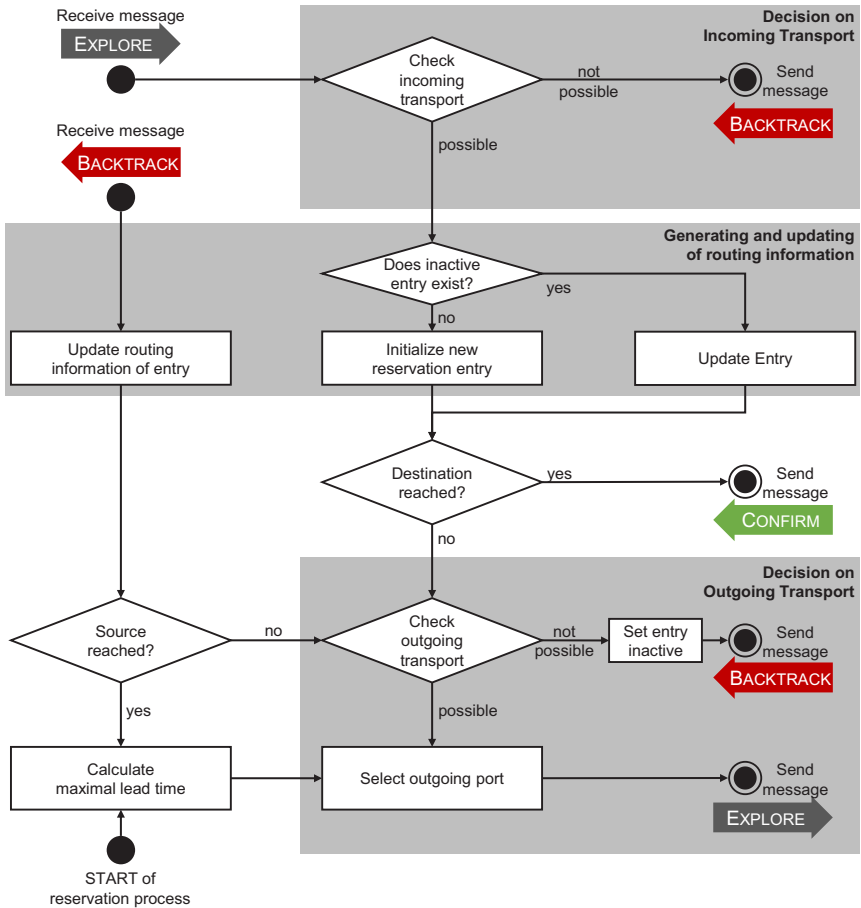 Receive message
EXPLORE
Decision on
Incoming Transport
Check
incoming
transport
not
possible
Send
message
BACKTRACK
possible
Receive message
BACKTRACK
Generating and updating
of routing information
Does inactive
entry exist?
yes
no
Update routing
information of entry
Initialize new
reservation entry
Update Entry
Destination
reached?
yes
Send
message
CONFIRM
no
Decision on
Outgoing Transport
Source
reached?
no
Check
outgoing
transport
not
possible
Set entry
inactive
Send
message
BACKTRACK
yes
possible
Calculate
maximal lead time
Select outgoing port
Send
message
EXPLORE
START of
reservation process